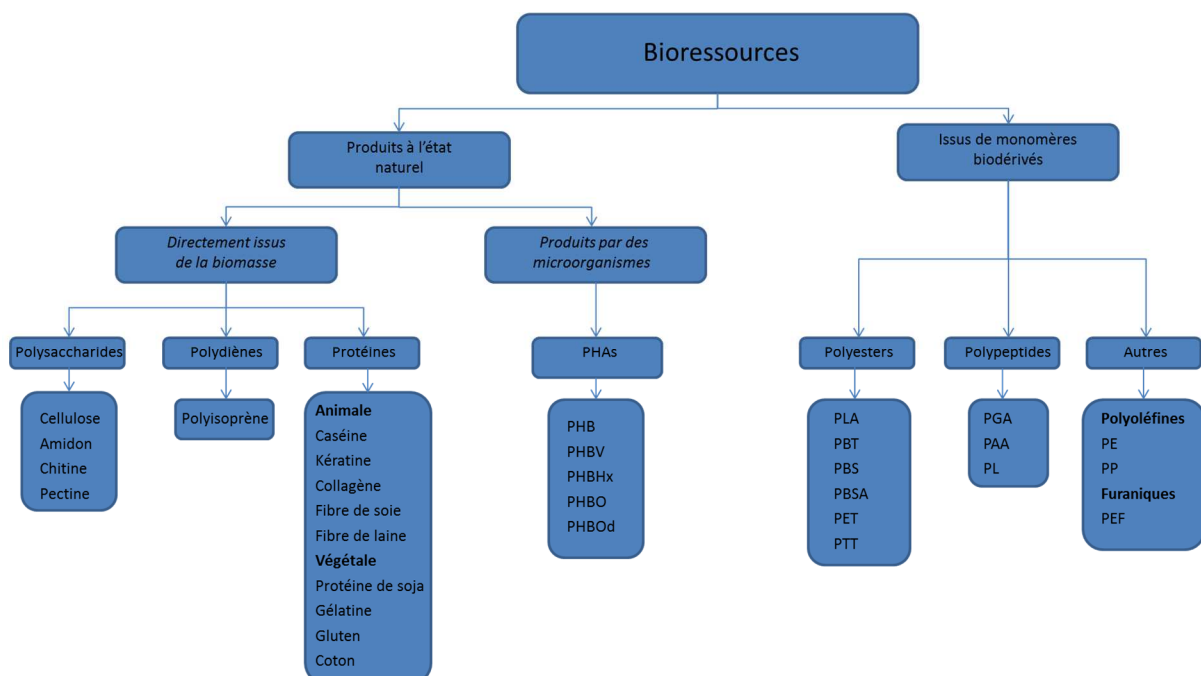 Bioressources
Produits à l'état
naturel
Issus de monomères
biodérivés
Directement issus
de la biomasse
Produits par des
microorganismes
Polysaccharides
Polydiènes
Protéines
PHAs
Polyesters
Polypeptides
Autres
Cellulose
Amidon
Chitine
Pectine
Polyisoprène
Animale
Caséine
Kératine
Collagène
Fibre de soie
Fibre de laine
Végétale
Protéine de soja
Gélatine
Gluten
Coton
PHB
PHBV
PHBHx
PHBO
PHBOd
PLA
PBT
PBS
PBSA
PET
PTT
PGA
PAA
PL
Polyoléfines
PE
PP
Furaniques
PEF